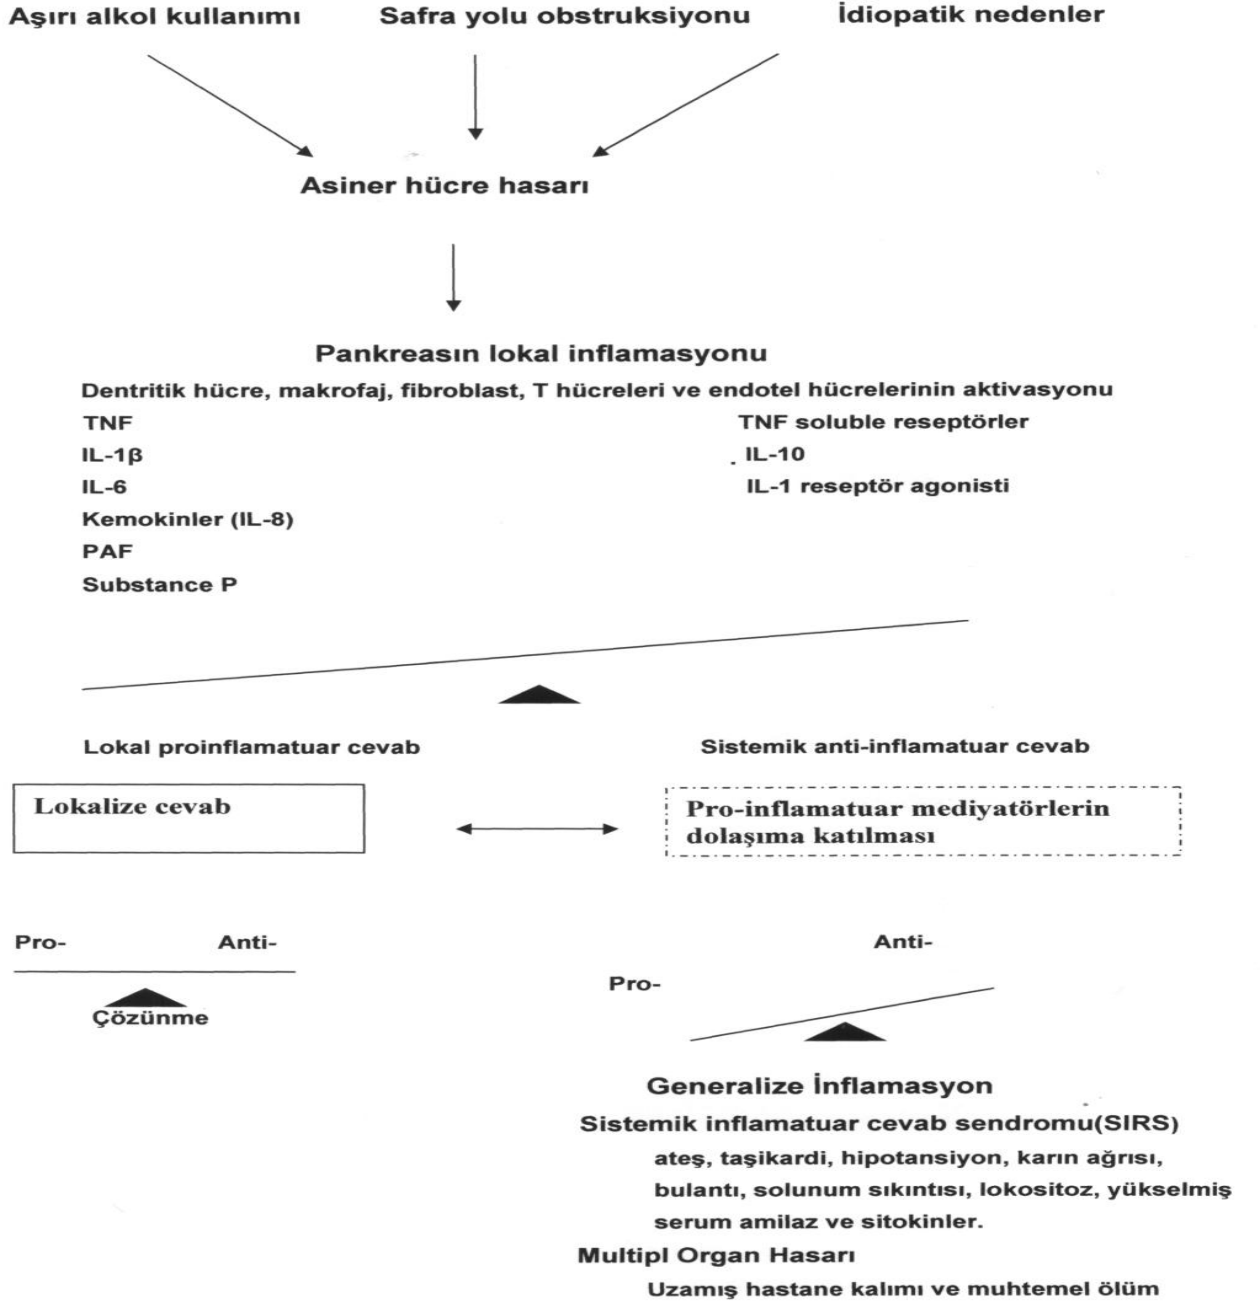 Aşırı alkol kullanımı Safra yolu obstruksiyonu İdiopatik nedenler
Asiner hücre hasarı
Pankreasın lokal inflamasyonu
Dentritik hücre, makrofaj, fibroblast, T hücreleri ve endotel hücrelerinin aktivasyonu
TNF TNF soluble reseptörler
IL-1β IL-10
IL-6 IL-1 reseptör agonisti
Kemokinler (IL-8)
PAF
Substance P
Lokal proinflamatuar cevab Sistemik anti-inflamatuar cevab
Lokalize cevab
Pro-inflamatuar mediyatörlerin
dolaşıma katılması
Pro- Anti-
Çözünme
Anti-
Pro-
Generalize İnflamasyon
Sistemik inflamatuar cevab sendromu(SIRS)
ateş, taşikardi, hipotansiyon, karın ağrısı,
bulantı, solunum sıkıntısı, lokositoz, yükselmiş
serum amilaz ve sitokinler.
Multipl Organ Hasarı
Uzamış hastane kalımı ve muhtemel ölüm